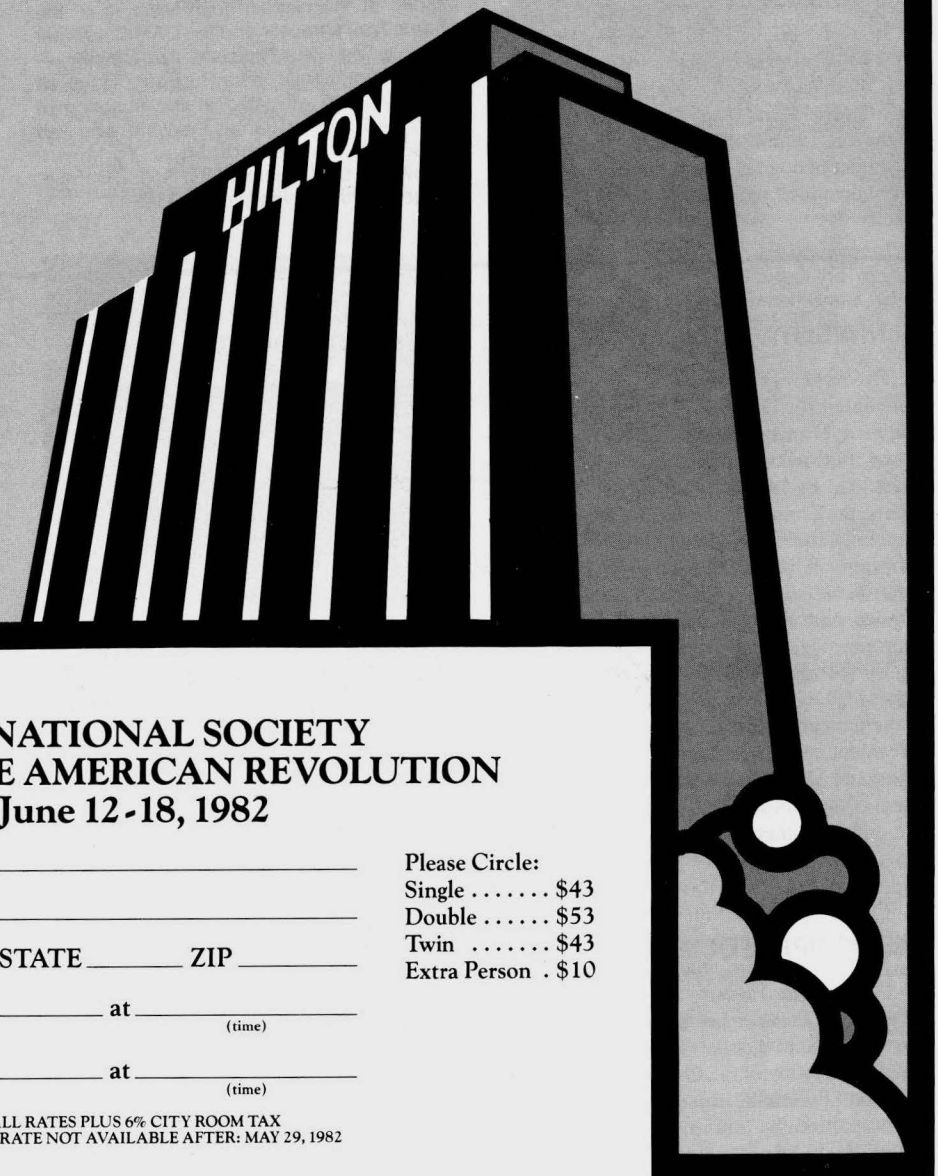 HILTON
NATIONAL SOCIETY
E AMERICAN REVOLUTION
June 12-18, 1982
Please Circle:
Single ....... $43
Double ...... $53
Twin ....... $43
Extra Person . $10
STATE ZIP
at
(time)
at
(time)
LL RATES PLUS 6% CITY ROOM TAX
RATE NOT AVAILABLE AFTER: MAY 29, 1982